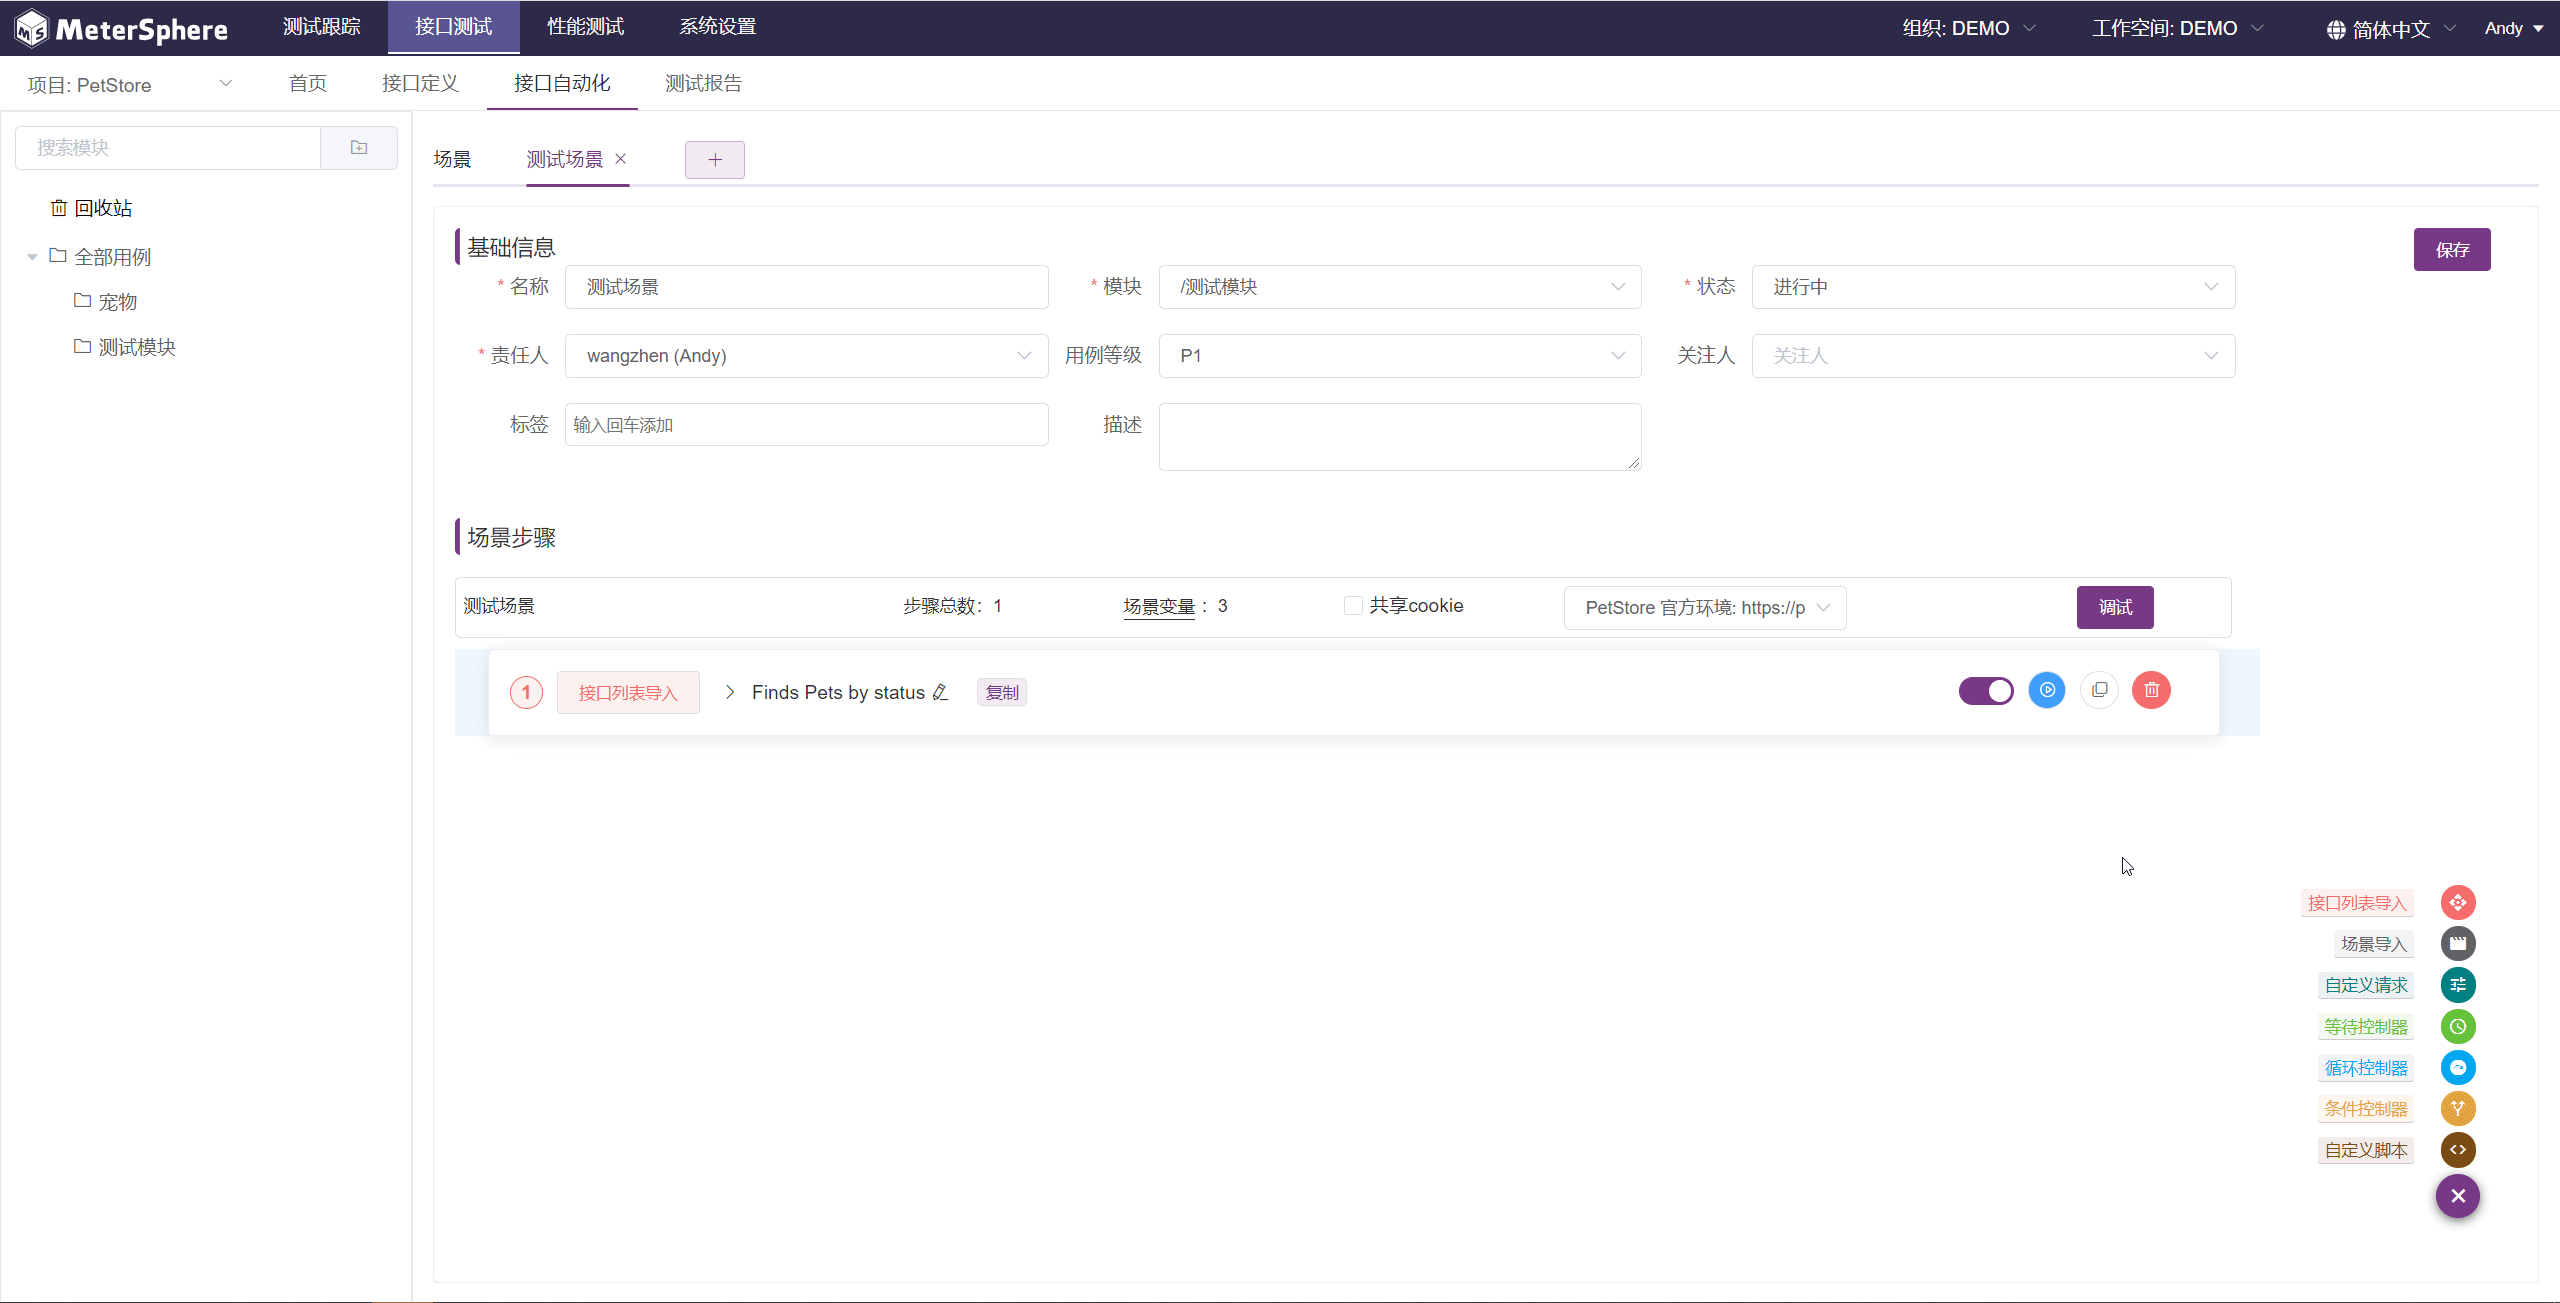 MeterSphere 测试跟踪 接口测试 性能测试 系统设置 组织: DEMO 工作空间: DEMO 简体中文 Andy
项目: PetStore 首页 接口定义 接口自动化 测试报告
搜索模块
回收站
全部用例
宠物
测试模块
场景 测试场景
基础信息 保存
* 名称 测试场景 * 模块 /测试模块 * 状态 进行中
* 责任人 wangzhen (Andy) 用例等级 P1 关注人 关注人
标签 输入回车添加 描述
场景步骤
测试场景 步骤总数：1 场景变量：3 共享cookie PetStore 官方环境: https://p 调试
1 接口列表导入 Finds Pets by status 复制
接口列表导入
场景导入
自定义请求
等待控制器
循环控制器
条件控制器
自定义脚本